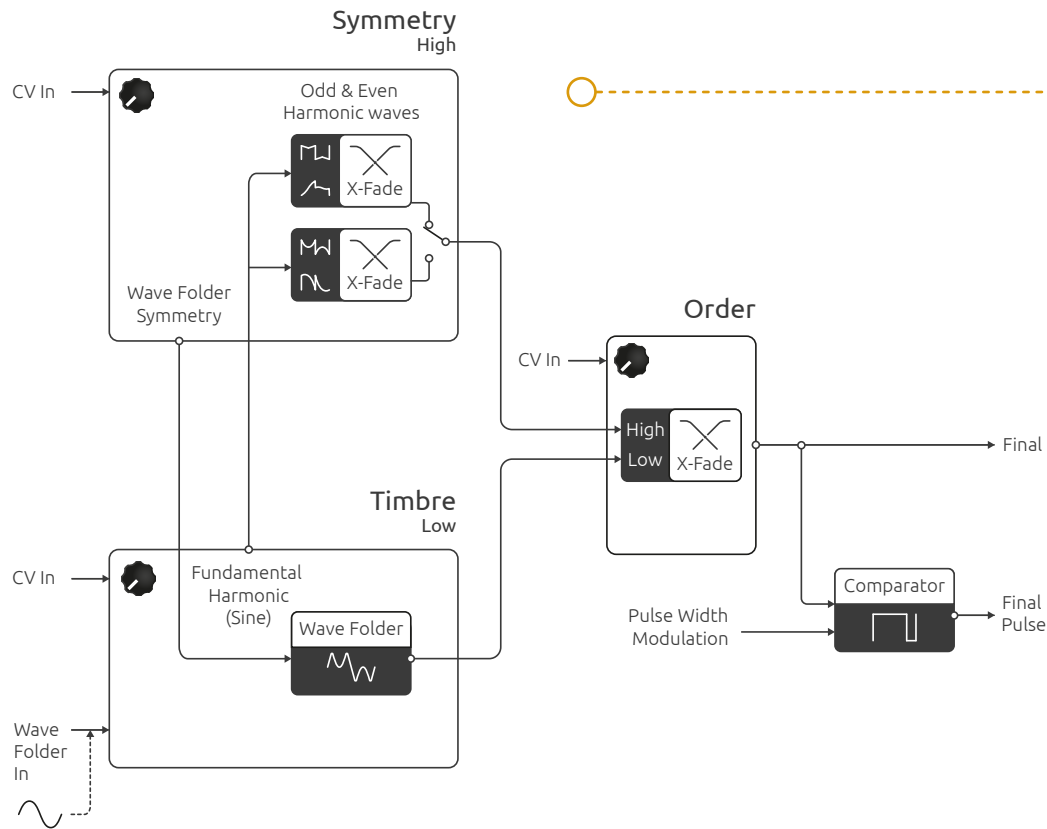 Symmetry
High
CV In
Odd & Even
Harmonic waves
X-Fade
X-Fade
Wave Folder
Symmetry
Order
CV In
High
Low
X-Fade
Final
Timbre
Low
CV In
Fundamental
Harmonic
(Sine)
Wave Folder
Comparator
Pulse Width
Modulation
Final
Pulse
Wave
Folder
In